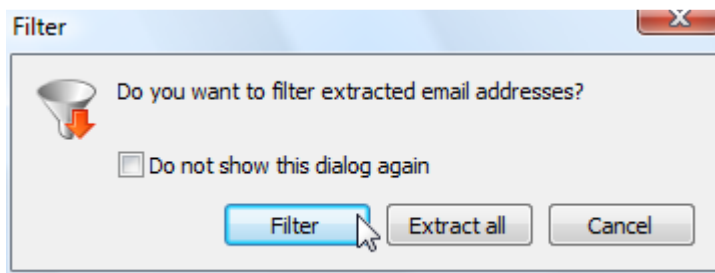 Filter
Do you want to filter extracted email addresses?
Do not show this dialog again
Filter Extract all Cancel